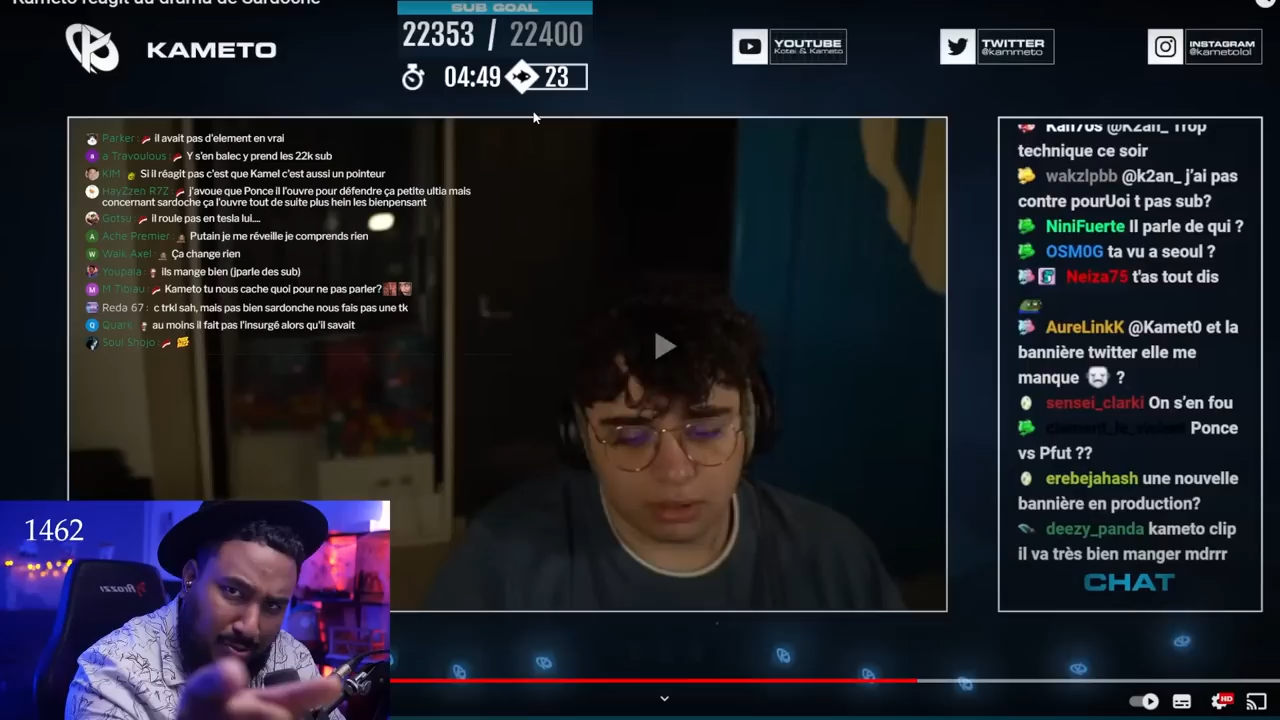 Kameto réagit au drama de Sardoche
SUB GOAL
22353 / 22400
04:49 23
KAMETO
YOUTUBE
Kotei & Kameto
TWITTER
@kammeto
INSTAGRAM
@kametolol
Parker : il avait pas d'element en vrai
a Travoulous : Y s'en balec y prend les 22k sub
KIM Si il réagit pas c'est que Kamel c'est aussi un pointeur
HayZzen R7Z : j'avoue que Ponce il l'ouvre pour défendre ça petite ultia mais
concernant sardoche ça l'ouvre tout de suite plus hein les bienpensant
Gotsu : il roule pas en tesla lui....
A Ache Premier : Putain je me réveille je comprends rien
W Waik Axel : Ça change rien
Youpala : ils mange bien (jparle des sub)
M M Tibiau : Kameto tu nous cache quoi pour ne pas parler?
Reda 67 : c trkl sah, mais pas bien sardonche nous fais pas une tk
Q Quark : au moins il fait pas l'insurgé alors qu'il savait
Soul Shojo :
Kan70s @K2an_ Trop
technique ce soir
wakzlpbb @k2an_ j'ai pas
contre pourUoi t pas sub?
NiniFuerte Il parle de qui ?
OSM0G ta vu a seoul ?
Neiza75 t'as tout dis
AureLinkK @Kamet0 et la
bannière twitter elle me
manque ?
sensei_clarki On s'en fou
Ponce
vs Pfut ??
erebejahash une nouvelle
bannière en production?
deezy_panda kameto clip
il va très bien manger mdrrr
CHAT
1462
Arozzi
HD